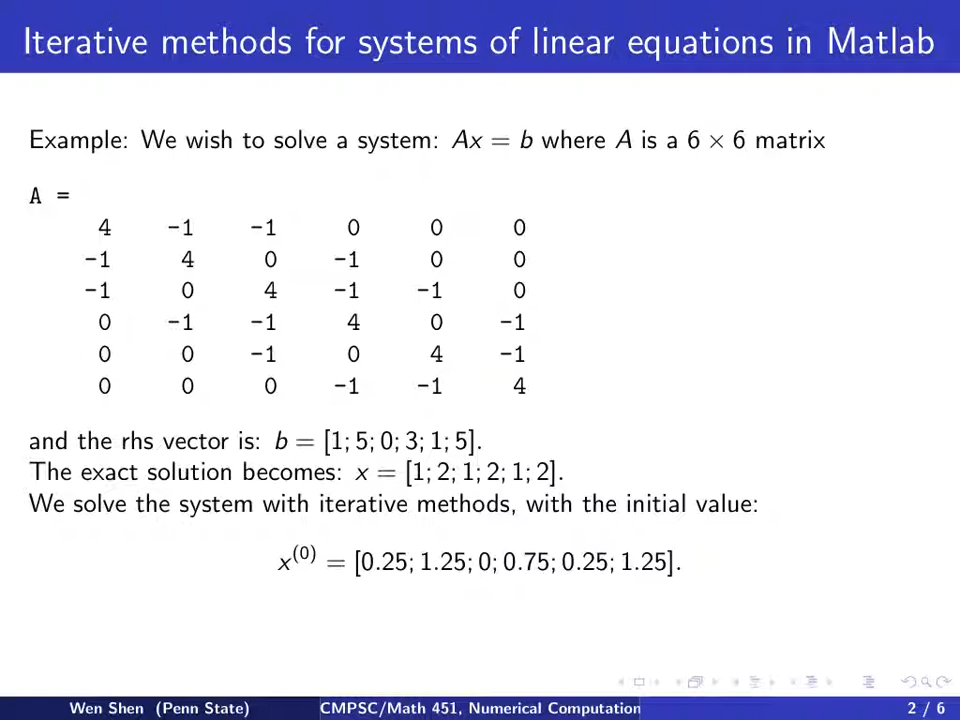 Iterative methods for systems of linear equations in Matlab
Example: We wish to solve a system: Ax = b where A is a 6 × 6 matrix
A =
4 -1 -1 0 0 0
-1 4 0 -1 0 0
-1 0 4 -1 -1 0
0 -1 -1 4 0 -1
0 0 -1 0 4 -1
0 0 0 -1 -1 4
and the rhs vector is: b = [1; 5; 0; 3; 1; 5].
The exact solution becomes: x = [1; 2; 1; 2; 1; 2].
We solve the system with iterative methods, with the initial value:
x^(0) = [0.25; 1.25; 0; 0.75; 0.25; 1.25].
Wen Shen (Penn State) CMPSC/Math 451, Numerical Computation 2 / 6